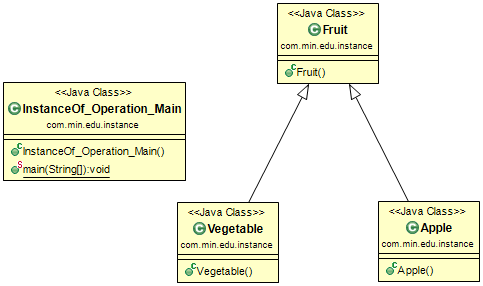 <<Java Class>>
Fruit
com.min.edu.instance
Fruit()
<<Java Class>>
InstanceOf_Operation_Main
com.min.edu.instance
InstanceOf_Operation_Main()
main(String[]):void
<<Java Class>>
Vegetable
com.min.edu.instance
Vegetable()
<<Java Class>>
Apple
com.min.edu.instance
Apple()